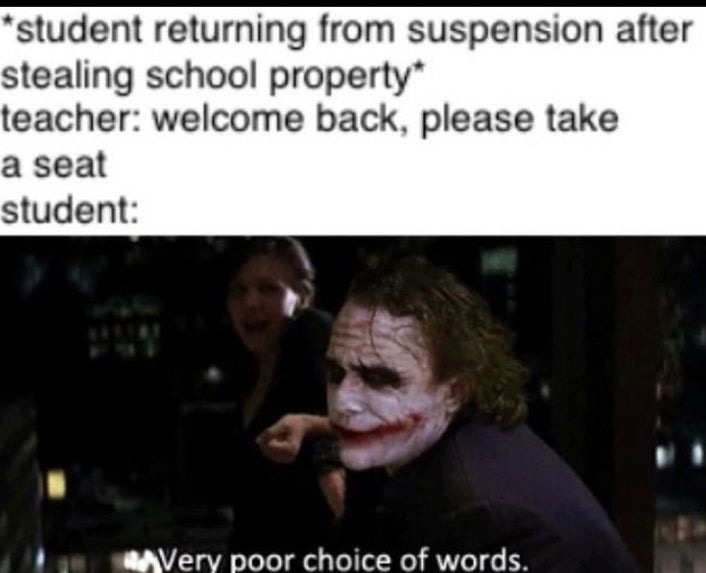 *student returning from suspension after
stealing school property*
teacher: welcome back, please take
a seat
student:
Very poor choice of words.